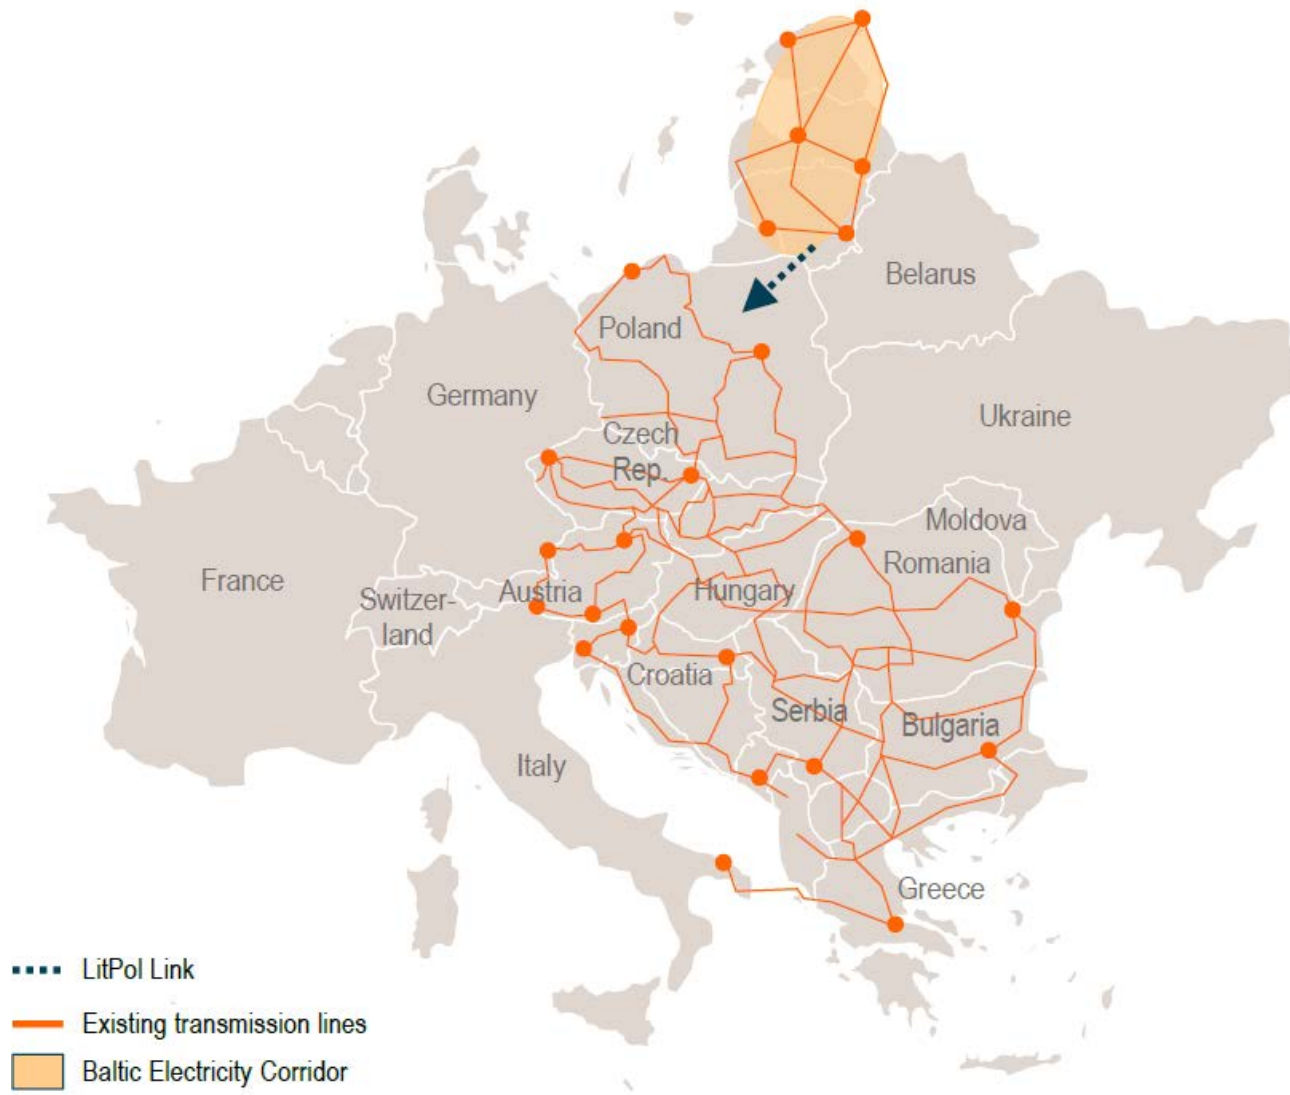 Belarus
Poland
Germany
Ukraine
Czech
Rep.
Moldova
Romania
France
Switzer-
land
Austria
Hungary
Croatia
Serbia
Bulgaria
Italy
Greece
LitPol Link
Existing transmission lines
Baltic Electricity Corridor